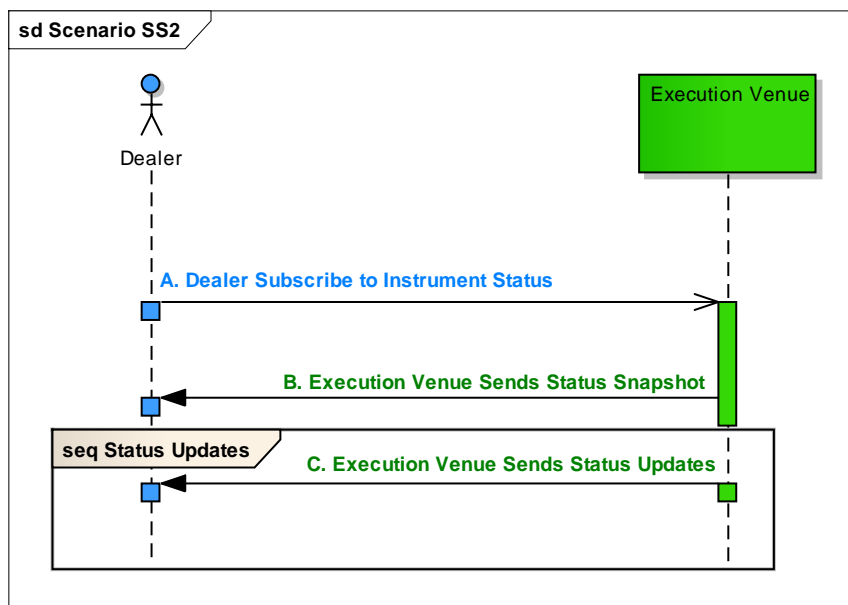 sd Scenario SS2
Execution Venue
Dealer
A. Dealer Subscribe to Instrument Status
B. Execution Venue Sends Status Snapshot
seq Status Updates
C. Execution Venue Sends Status Updates